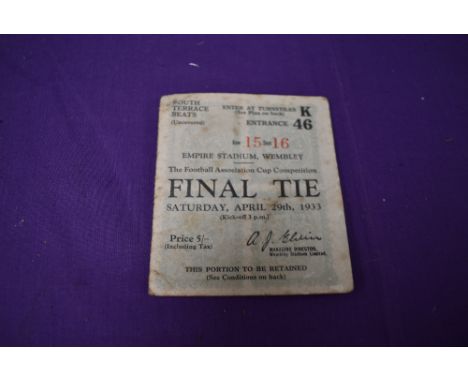 SOUTH
TERRACE
SEATS
(Uncovered)
ENTER AT TURNSTILES K
(See Plan on back)
ENTRANCE 46
15 16
EMPIRE STADIUM, WEMBLEY
The Football Association Cup Competition
FINAL TIE
SATURDAY, APRIL 29th, 1933
(Kick-off 3 p.m.)
Price 5/-
(Including Tax)
A. J. Elvin
MANAGING DIRECTOR,
Wembley Stadium Limited.
THIS PORTION TO BE RETAINED
(See Conditions on back)